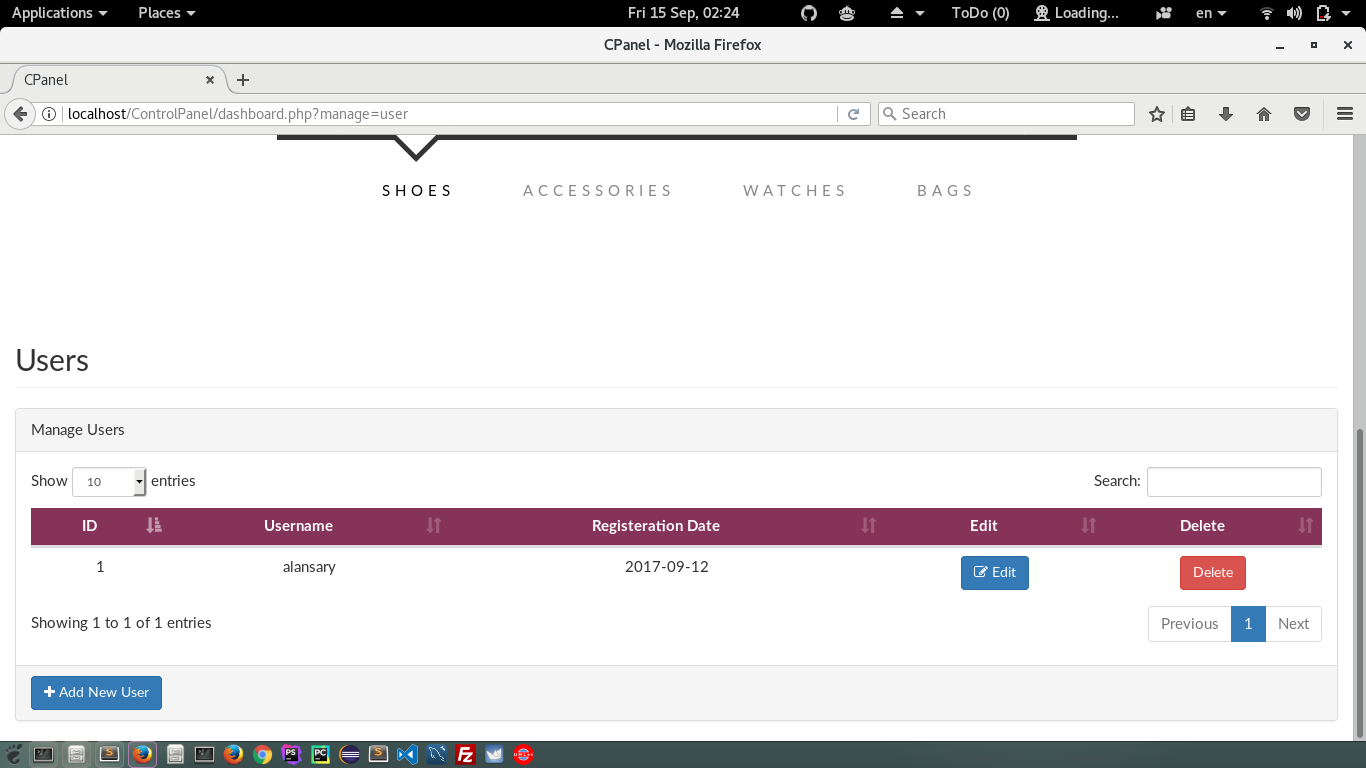 Applications Places Fri 15 Sep, 02:24 ToDo (0) Loading... en
CPanel - Mozilla Firefox
CPanel
localhost/ControlPanel/dashboard.php?manage=user Search
SHOES ACCESSORIES WATCHES BAGS
Users
Manage Users
Show 10 entries Search:
ID Username Registeration Date Edit Delete
1 alansary 2017-09-12 Edit Delete
Showing 1 to 1 of 1 entries Previous 1 Next
Add New User